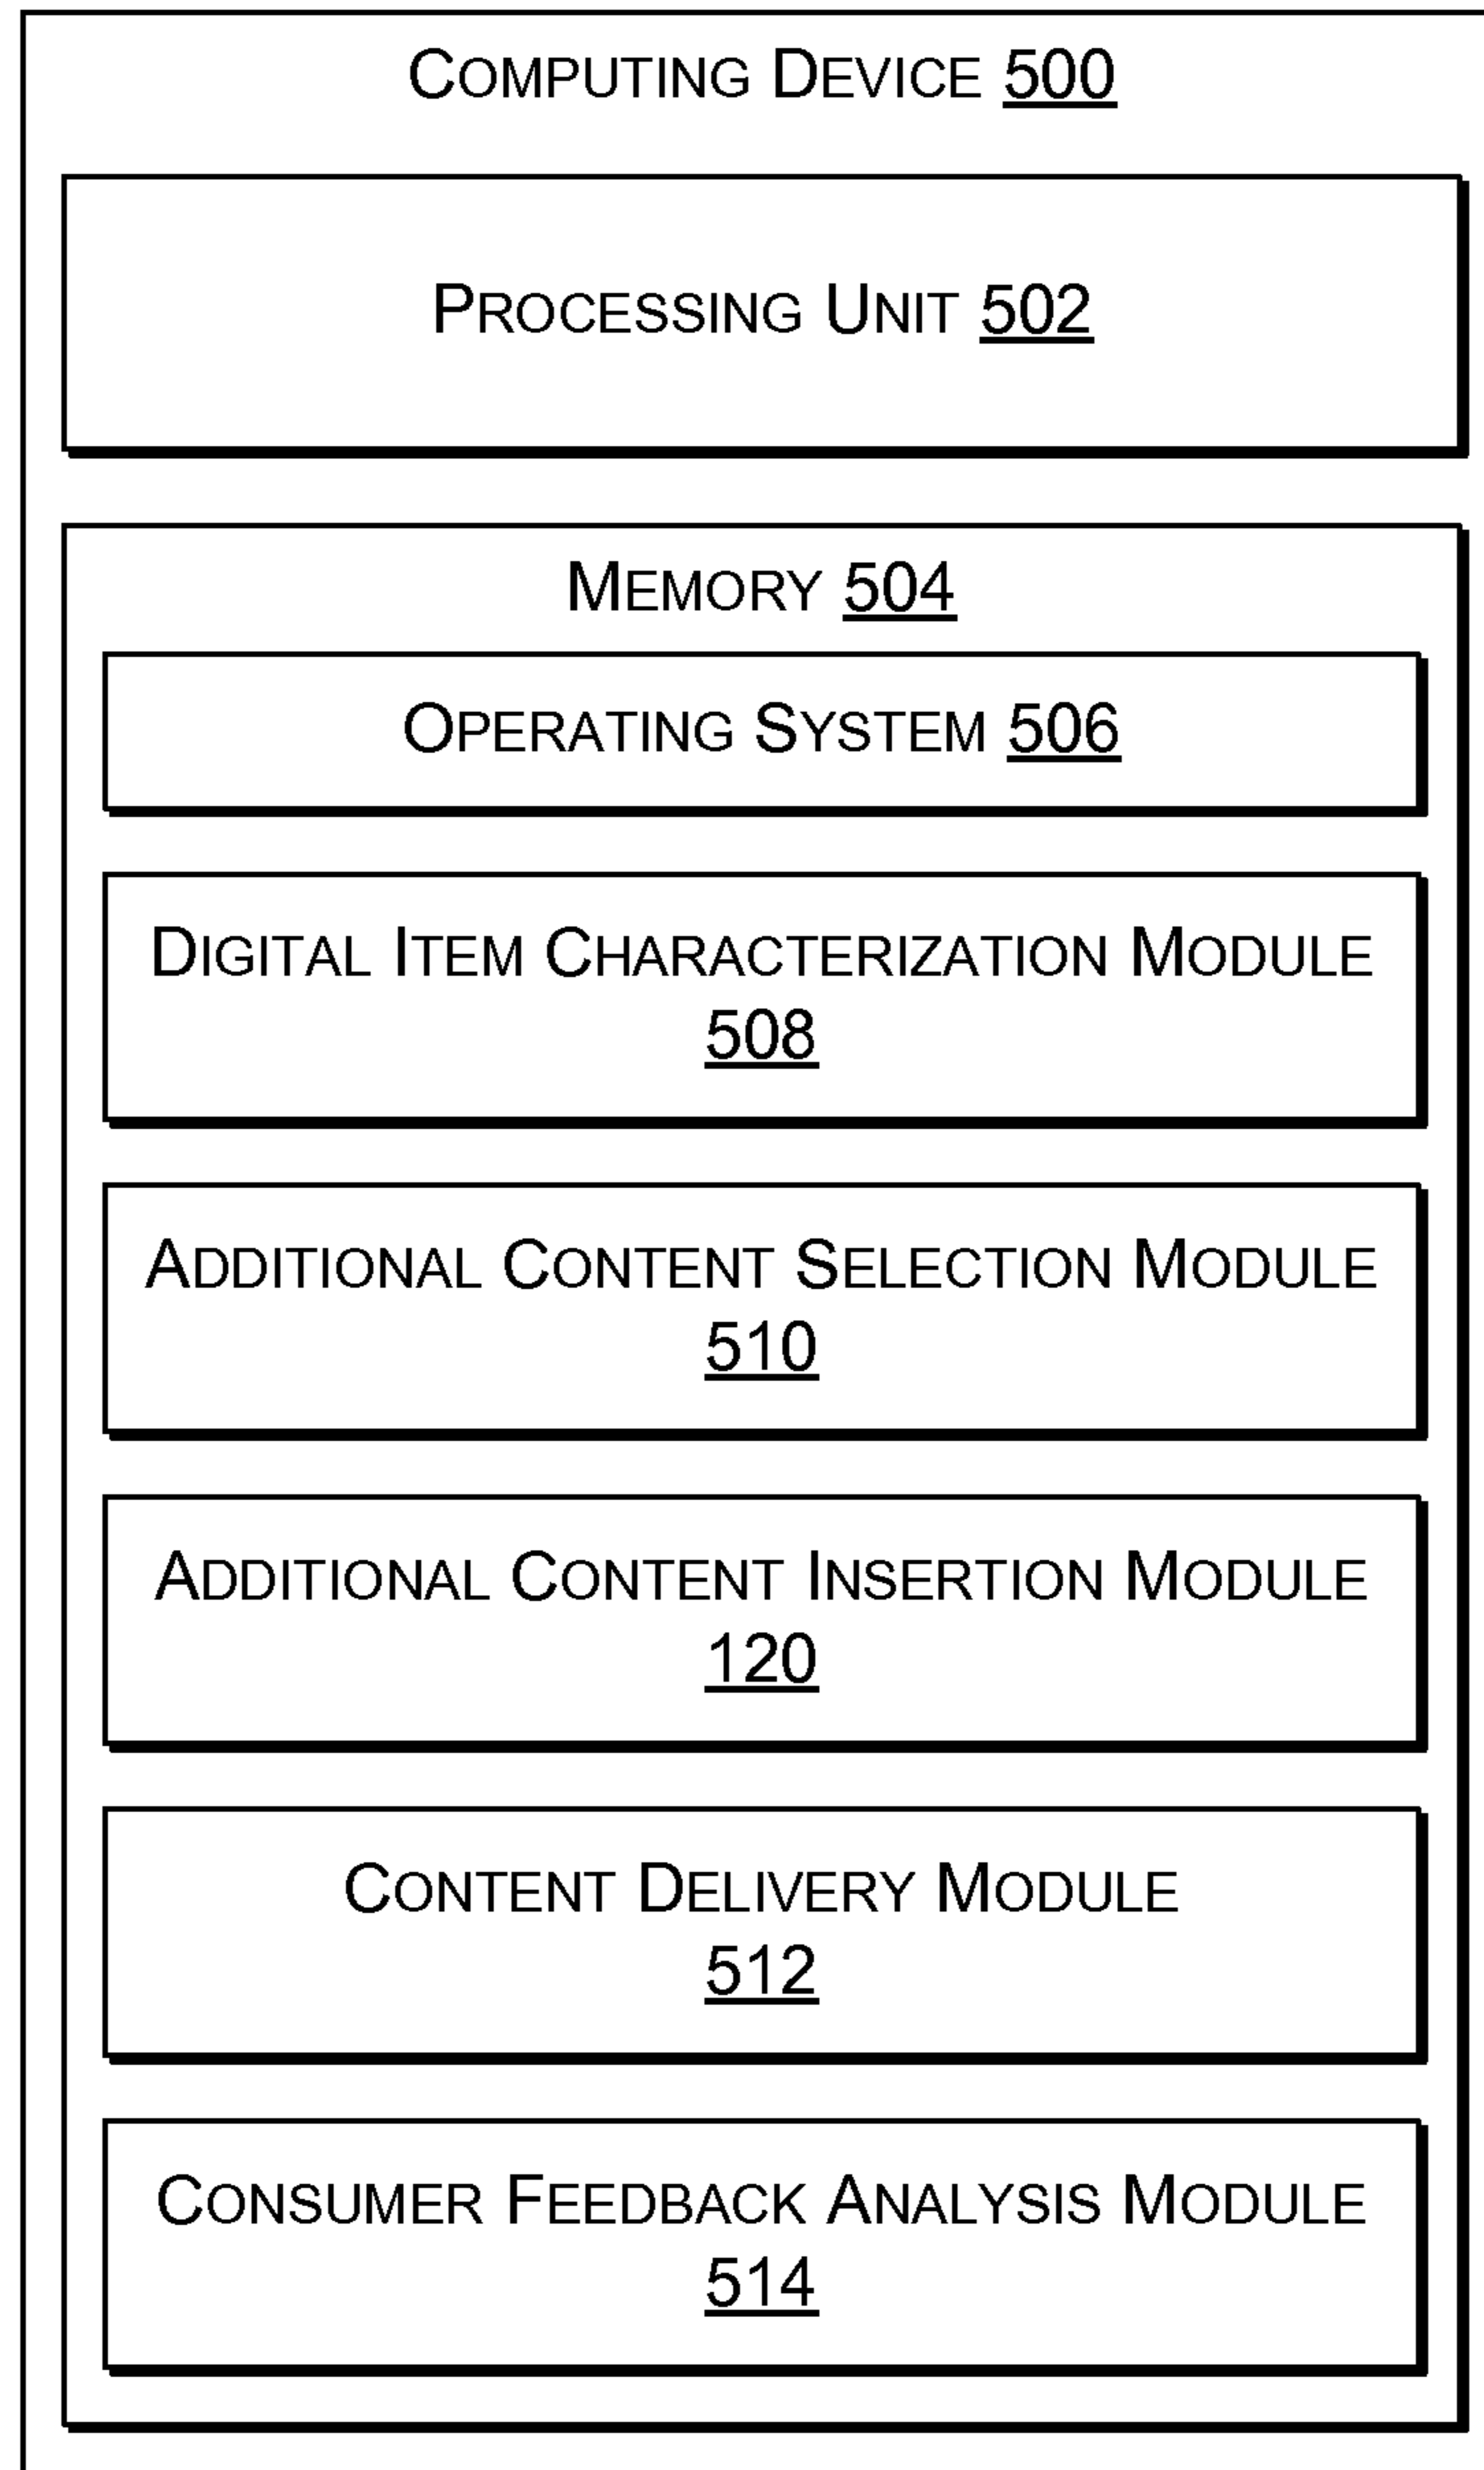 COMPUTING DEVICE 500
PROCESSING UNIT 502
MEMORY 504
OPERATING SYSTEM 506
DIGITAL ITEM CHARACTERIZATION MODULE
508
ADDITIONAL CONTENT SELECTION MODULE
510
ADDITIONAL CONTENT INSERTION MODULE
120
CONTENT DELIVERY MODULE
512
CONSUMER FEEDBACK ANALYSIS MODULE
514